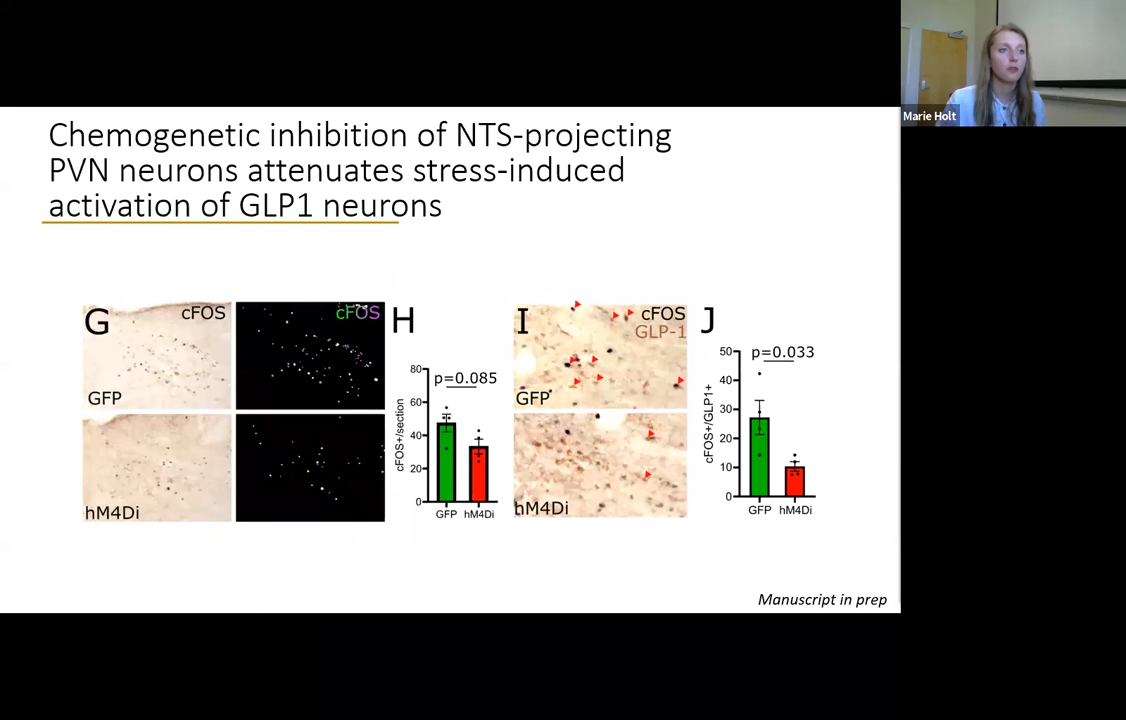 Marie Holt
Chemogenetic inhibition of NTS-projecting
PVN neurons attenuates stress-induced
activation of GLP1 neurons
G
cFOS
GFP
hM4Di
cFOS
H
80
60
40
20
0
cFOS+/section
p=0.085
GFP
hM4Di
I
cFOS
GLP-1
GFP
hM4Di
J
50
40
30
20
10
0
cFOS+/GLP1+
p=0.033
GFP
hM4Di
Manuscript in prep